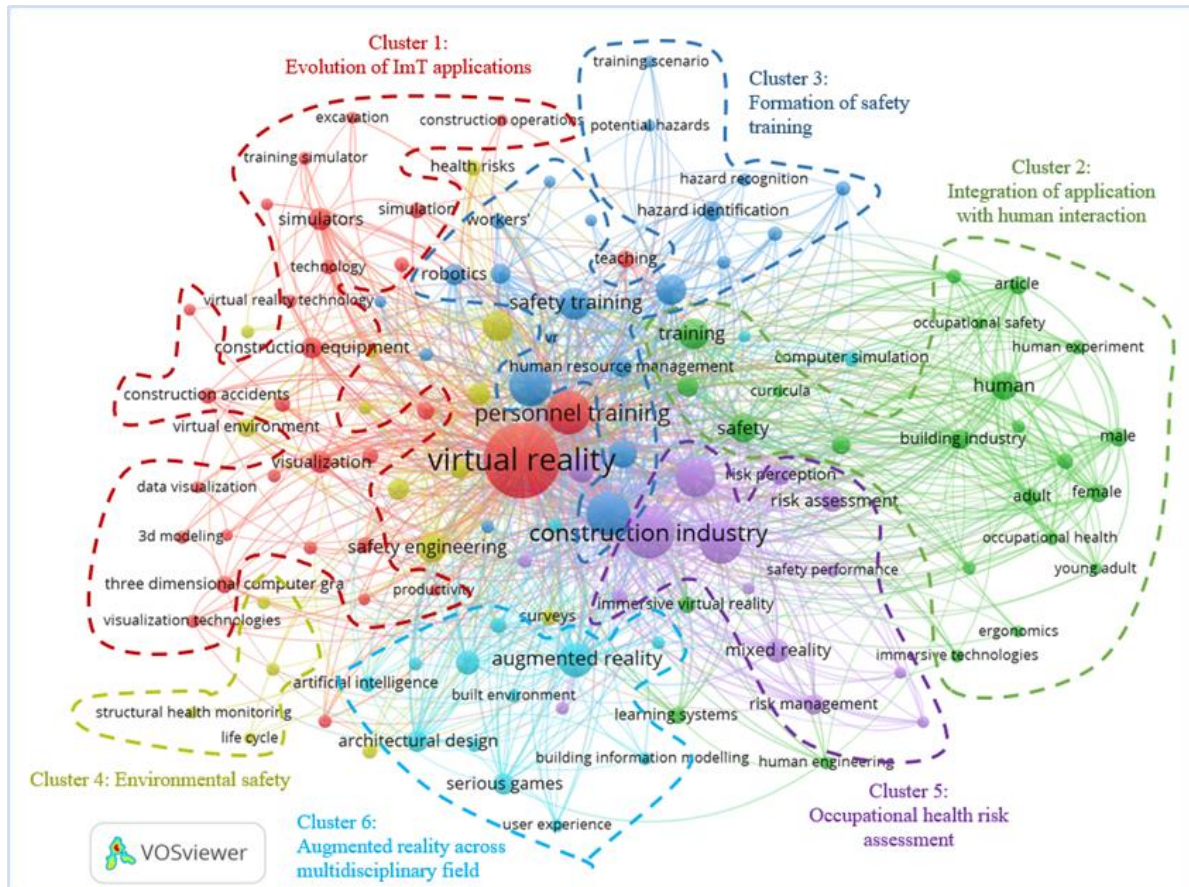 Cluster 1:
Evolution of ImT applications
training scenario
Cluster 3:
Formation of safety
training
excavation
construction operations
potential hazards
training simulator
health risks
hazard recognition
Cluster 2:
Integration of application
with human interaction
simulators
simulation
workers'
hazard identification
technology
robotics
teaching
article
virtual reality technology
safety training
occupational safety
construction equipment
vr
training
human experiment
human resource management
computer simulation
construction accidents
personnel training
curricula
human
virtual environment
safety
building industry
male
visualization
virtual reality
risk perception
data visualization
risk assessment
adult
female
3d modeling
construction industry
occupational health
safety engineering
safety performance
young adult
three dimensional computer gra
productivity
immersive virtual reality
visualization technologies
surveys
ergonomics
augmented reality
mixed reality
immersive technologies
artificial intelligence
built environment
structural health monitoring
learning systems
risk management
life cycle
architectural design
building information modelling
human engineering
Cluster 4: Environmental safety
serious games
Cluster 5:
Occupational health risk
assessment
user experience
Cluster 6:
Augmented reality across
multidisciplinary field
VOSviewer